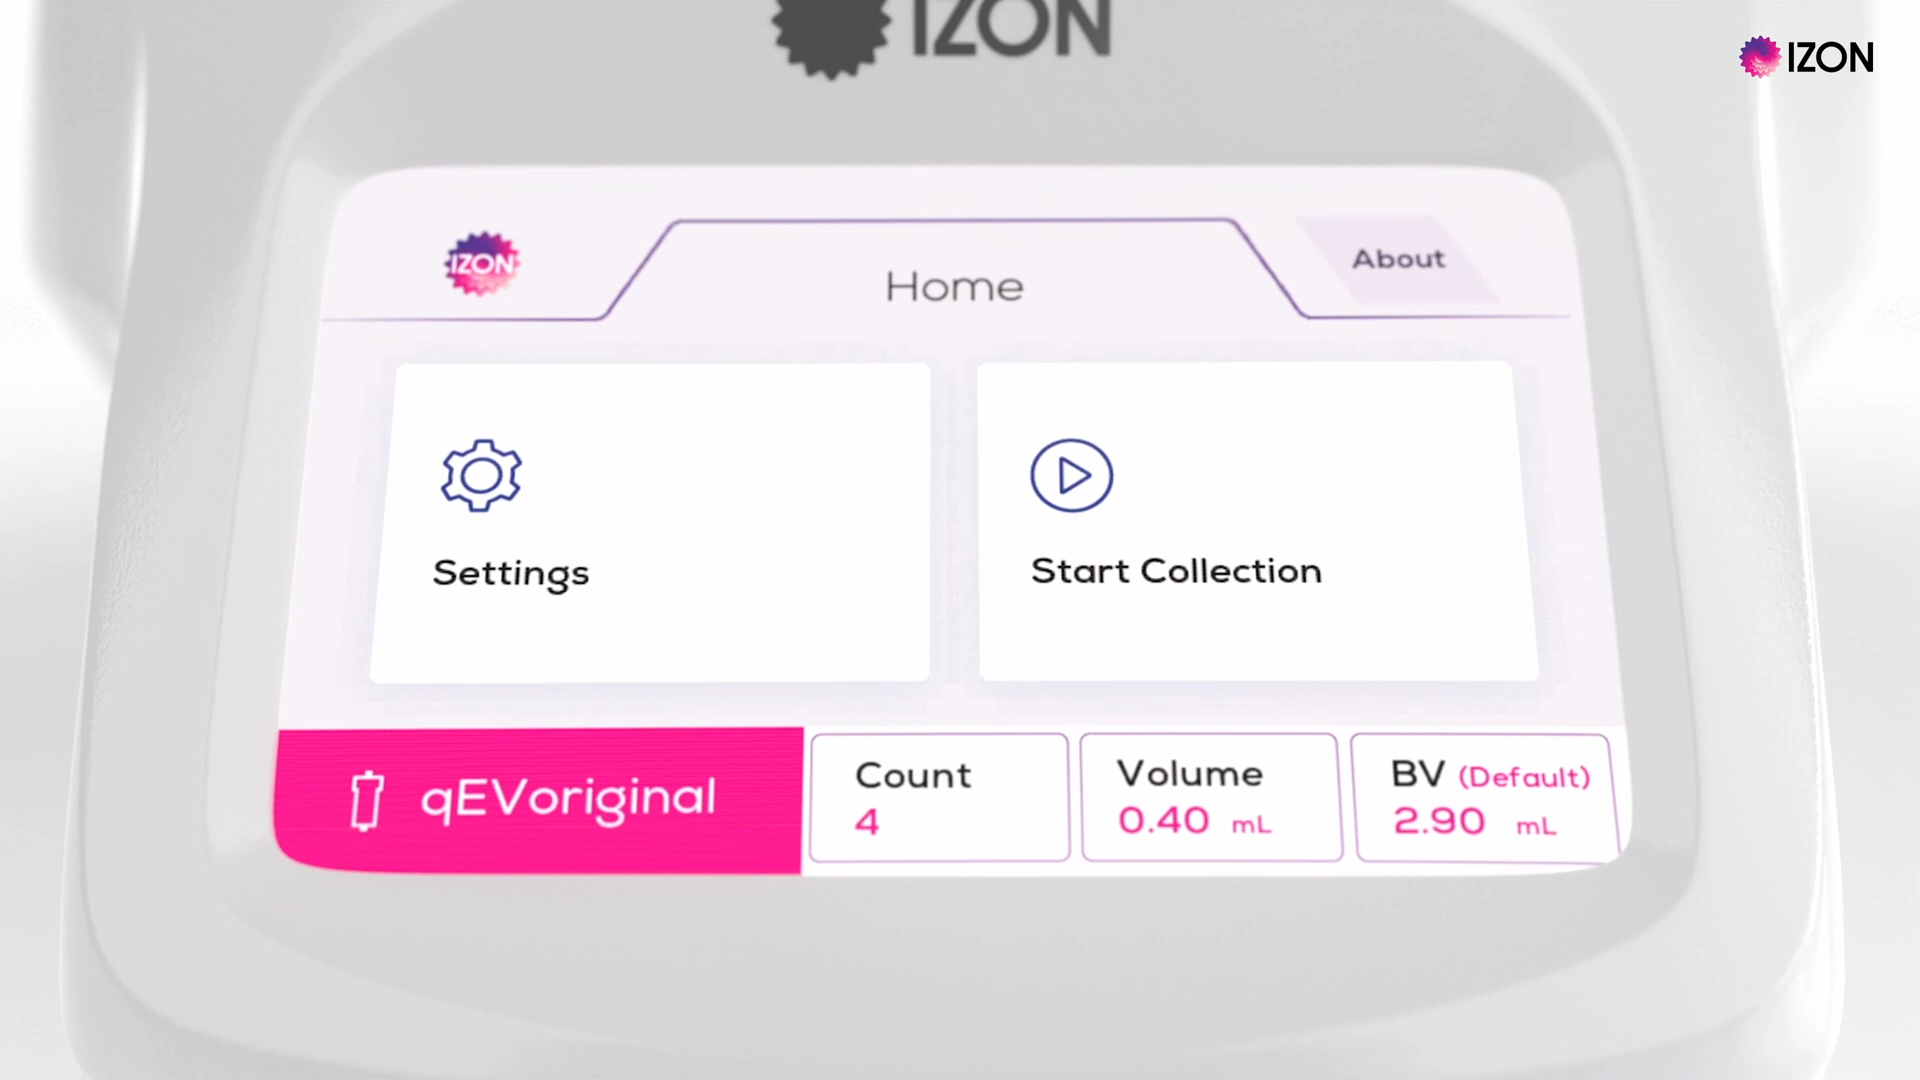 IZON
IZON
IZON
Home
About
Settings
Start Collection
qEVoriginal
Count
4
Volume
0.40 mL
BV (Default)
2.90 mL